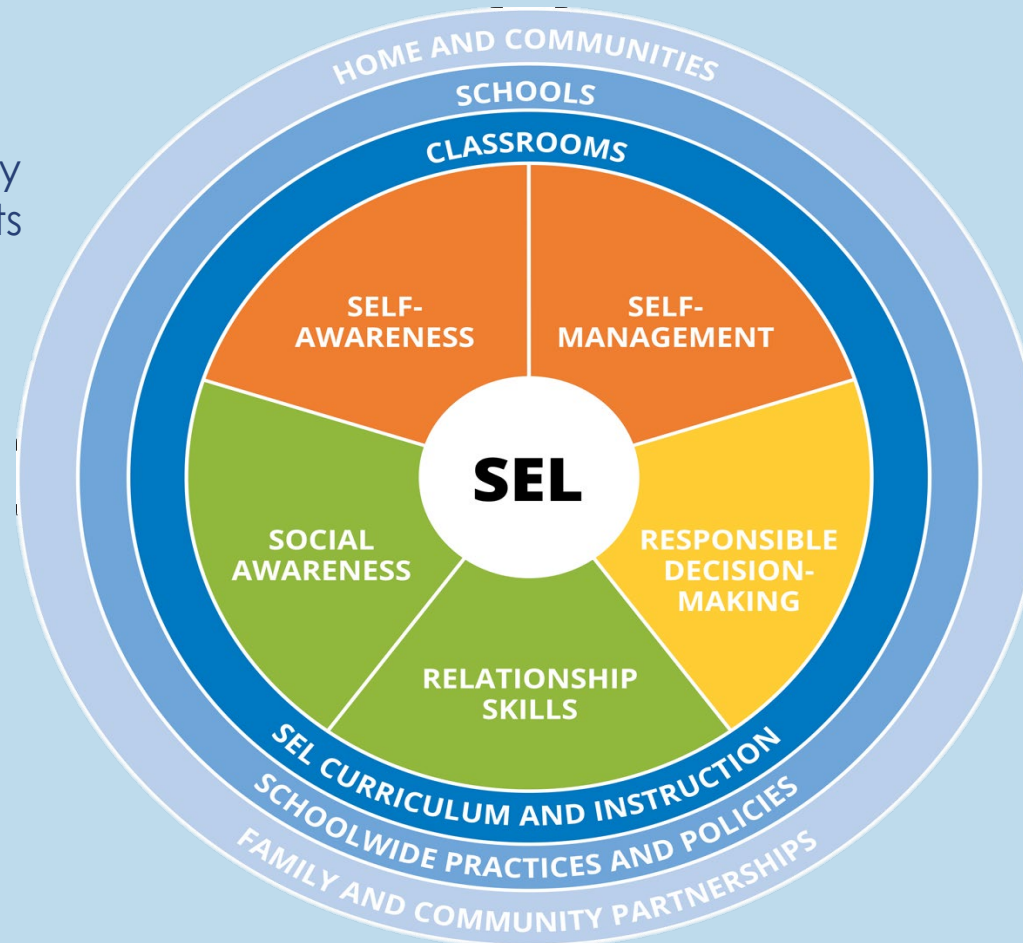 HOME AND COMMUNITIES
SCHOOLS
CLASSROOMS
y
ts
SELF-
AWARENESS
SELF-
MANAGEMENT
SEL
SOCIAL
AWARENESS
RESPONSIBLE
DECISION-
MAKING
RELATIONSHIP
SKILLS
SEL CURRICULUM AND INSTRUCTION
SCHOOLWIDE PRACTICES AND POLICIES
FAMILY AND COMMUNITY PARTNERSHIPS